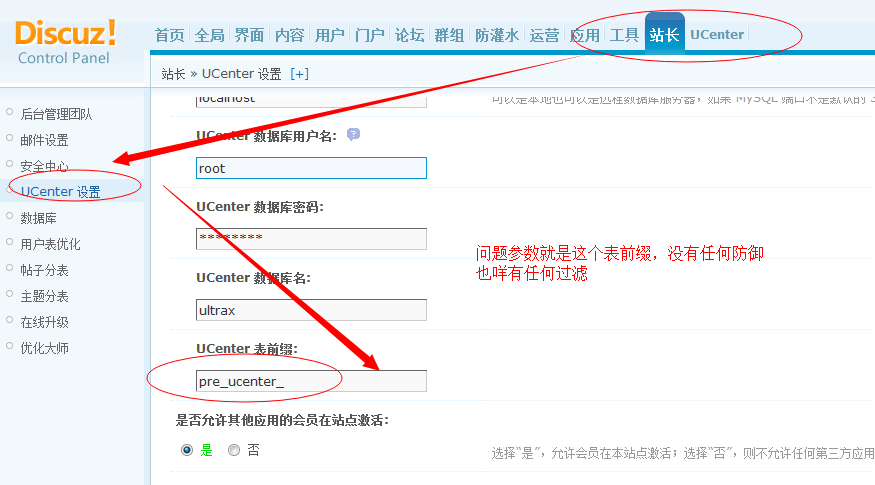 Discuz!
Control Panel
首页 全局 界面 内容 用户 门户 论坛 群组 防灌水 运营 应用 工具 站长 UCenter
站长 » UCenter 设置 [+]
后台管理团队
邮件设置
安全中心
UCenter 设置
数据库
用户表优化
帖子分表
主题分表
在线升级
优化大师
localhost
可以是本地也可以是远程数据库服务器，如果 MySQL 端口不是默认的 3
UCenter 数据库用户名:
root
UCenter 数据库密码:
********
UCenter 数据库名:
ultrax
UCenter 表前缀:
pre_ucenter_
问题参数就是这个表前缀，没有任何防御
也咩有任何过滤
是否允许其他应用的会员在站点激活:
是 否
选择“是”，允许会员在本站点激活；选择“否”，则不允许任何第三方应用